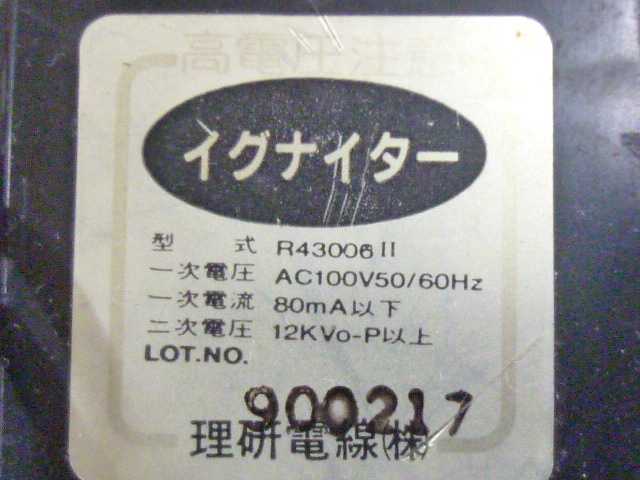 高電圧注意
イグナイター
型 式 R43006II
一次電圧 AC100V50/60Hz
一次電流 80mA以下
二次電圧 12KVo-P以上
LOT.NO.
900217
理研電線(株)